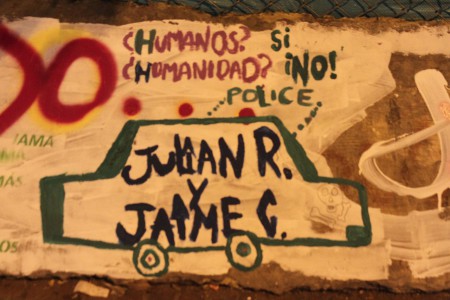 ¿HUMANOS? SI
¿HUMANIDAD? ¡NO!
POLICE
JULIAN R.
Y
JAIME G.